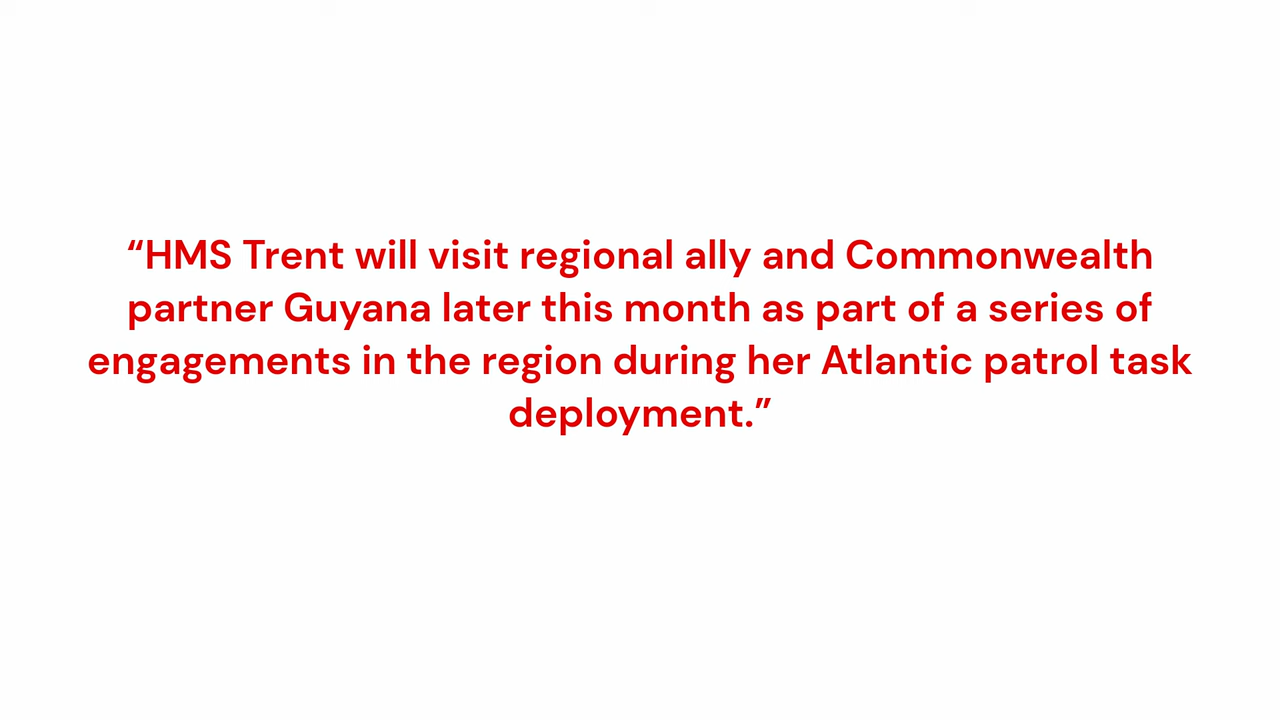 “HMS Trent will visit regional ally and Commonwealth
partner Guyana later this month as part of a series of
engagements in the region during her Atlantic patrol task
deployment.”